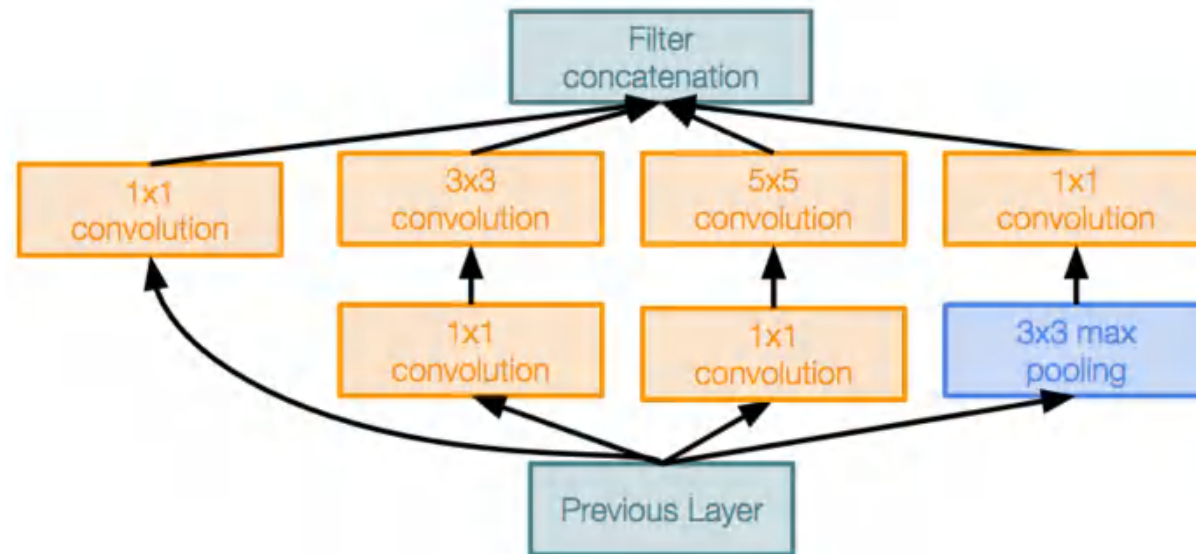 Filter
concatenation
1x1
convolution
3x3
convolution
5x5
convolution
1x1
convolution
1x1
convolution
1x1
convolution
3x3 max
pooling
Previous Layer